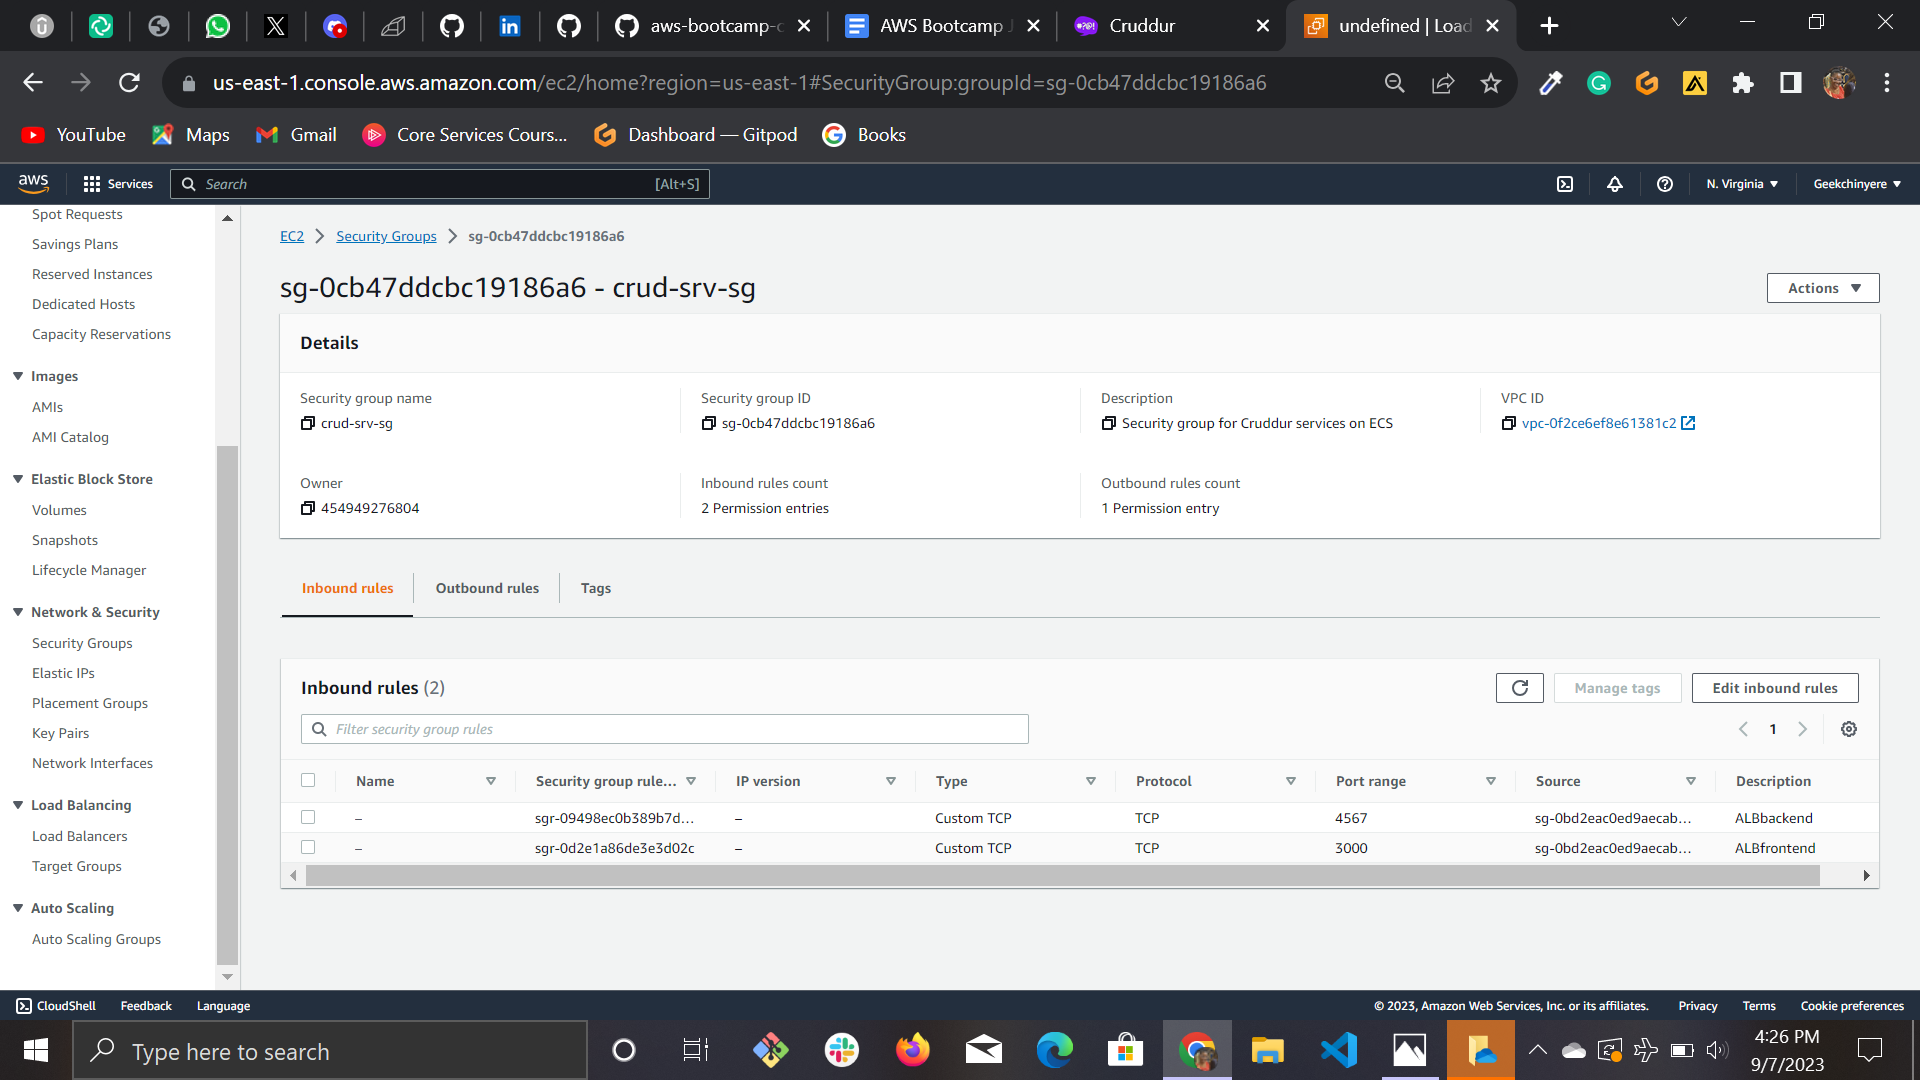 aws-bootcamp-c
AWS Bootcamp J
Cruddur
undefined | Load
us-east-1.console.aws.amazon.com/ec2/home?region=us-east-1#SecurityGroup:groupId=sg-0cb47ddcbc19186a6
YouTube
Maps
Gmail
Core Services Cours...
Dashboard — Gitpod
Books
aws
Services
Search
[Alt+S]
N. Virginia
Geekchinyere
Spot Requests
Savings Plans
Reserved Instances
Dedicated Hosts
Capacity Reservations
Images
AMIs
AMI Catalog
Elastic Block Store
Volumes
Snapshots
Lifecycle Manager
Network & Security
Security Groups
Elastic IPs
Placement Groups
Key Pairs
Network Interfaces
Load Balancing
Load Balancers
Target Groups
Auto Scaling
Auto Scaling Groups
EC2 > Security Groups > sg-0cb47ddcbc19186a6
sg-0cb47ddcbc19186a6 - crud-srv-sg
Actions
Details
Security group name
crud-srv-sg
Security group ID
sg-0cb47ddcbc19186a6
Description
Security group for Cruddur services on ECS
VPC ID
vpc-0f2ce6ef8e61381c2
Owner
454949276804
Inbound rules count
2 Permission entries
Outbound rules count
1 Permission entry
Inbound rules
Outbound rules
Tags
Inbound rules (2)
Manage tags
Edit inbound rules
Filter security group rules
1
Name Security group rule... IP version Type Protocol Port range Source Description
– sgr-09498ec0b389b7d... – Custom TCP TCP 4567 sg-0bd2eac0ed9aecab... ALBbackend
– sgr-0d2e1a86de3e3d02c – Custom TCP TCP 3000 sg-0bd2eac0ed9aecab... ALBfrontend
CloudShell
Feedback
Language
© 2023, Amazon Web Services, Inc. or its affiliates.
Privacy
Terms
Cookie preferences
Type here to search
4:26 PM
9/7/2023